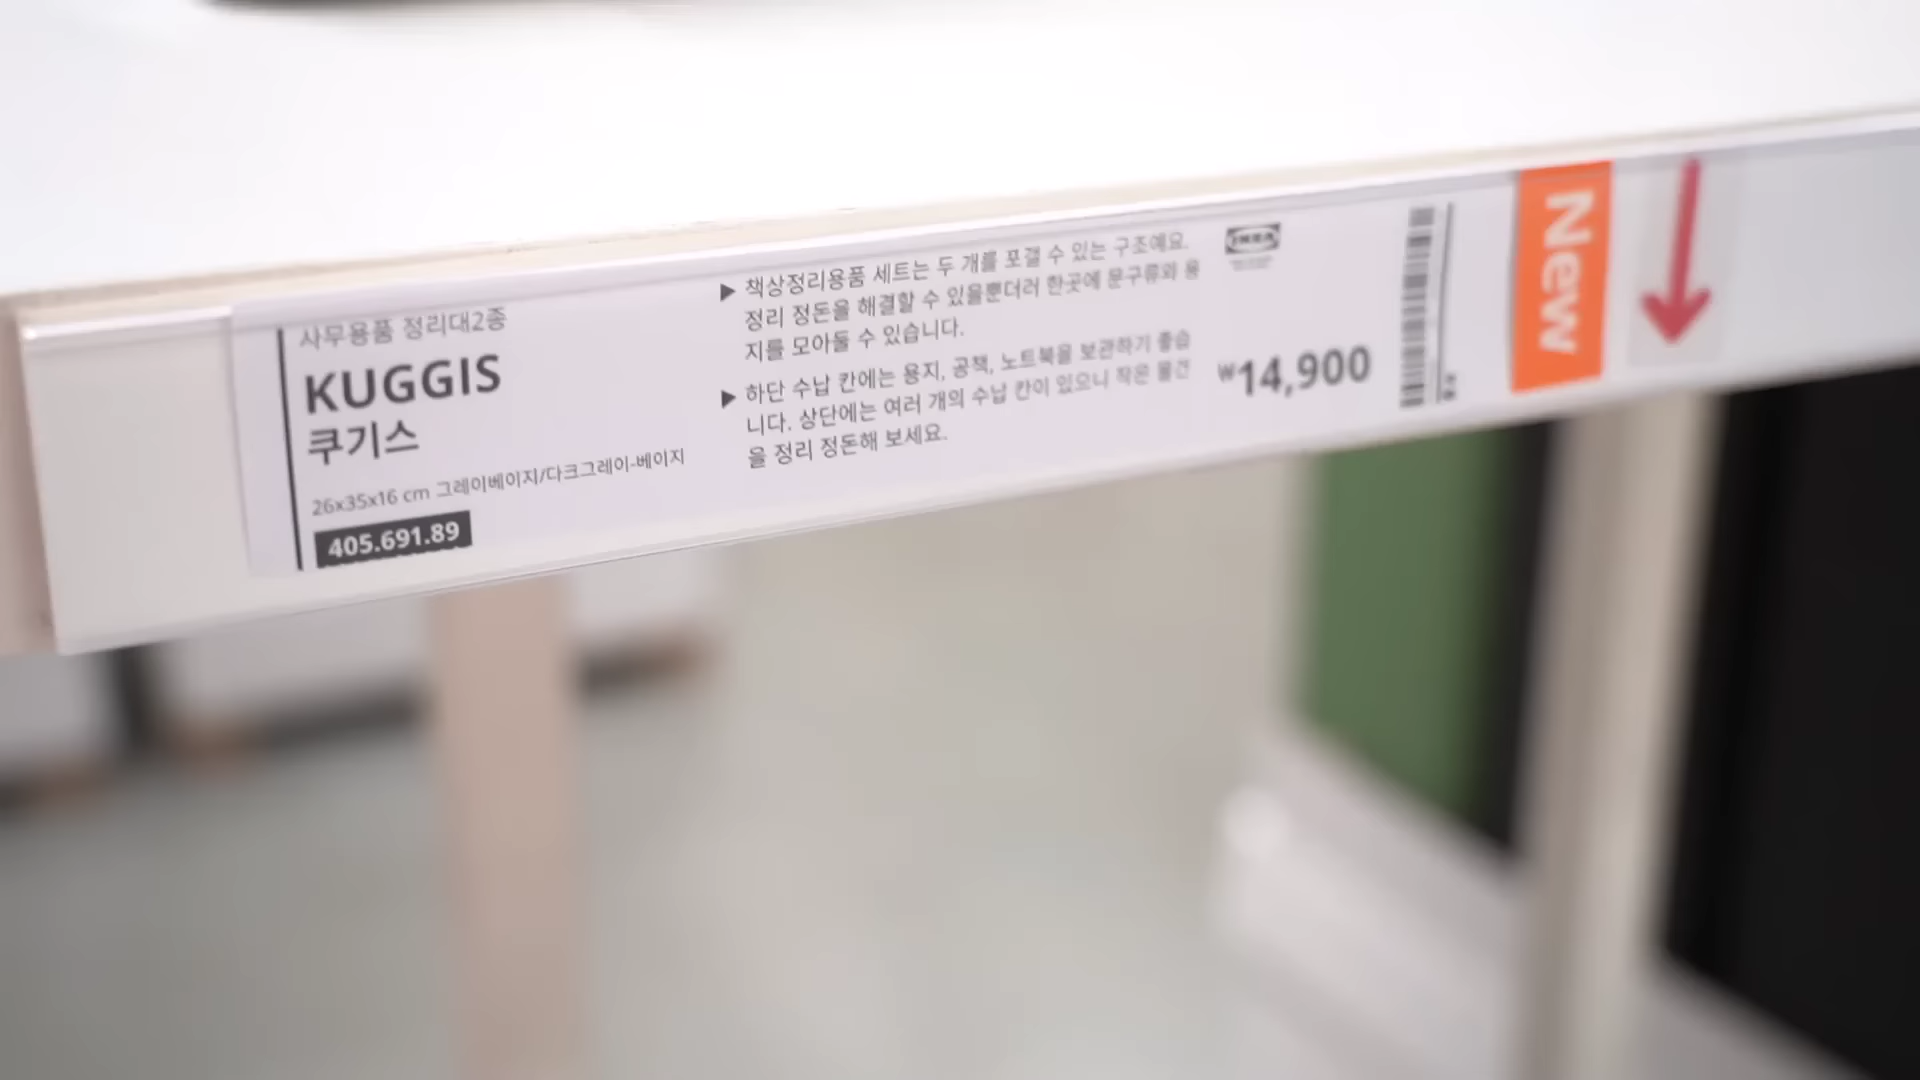 사무용품 정리대2종
KUGGIS
쿠기스
26x35x16 cm 그레이베이지/다크그레이-베이지
405.691.89
▶ 책상정리용품 세트는 두 개를 포갤 수 있는 구조예요.
정리 정돈을 해결할 수 있을뿐더러 한곳에 문구류와 용
지를 모아둘 수 있습니다.
▶ 하단 수납 칸에는 용지, 공책, 노트북을 보관하기 좋습
니다. 상단에는 여러 개의 수납 칸이 있으니 작은 물건
을 정리 정돈해 보세요.
IKEA
₩14,900
New